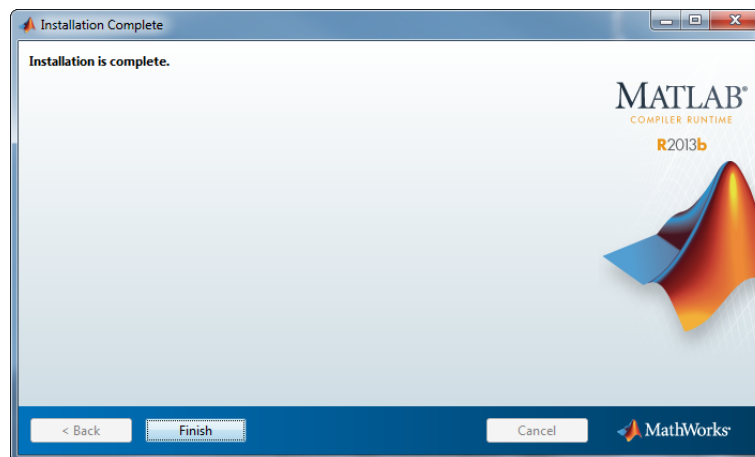 Installation Complete
Installation is complete.
MATLAB®
COMPILER RUNTIME
R2013b
< Back
Finish
Cancel
MathWorks®